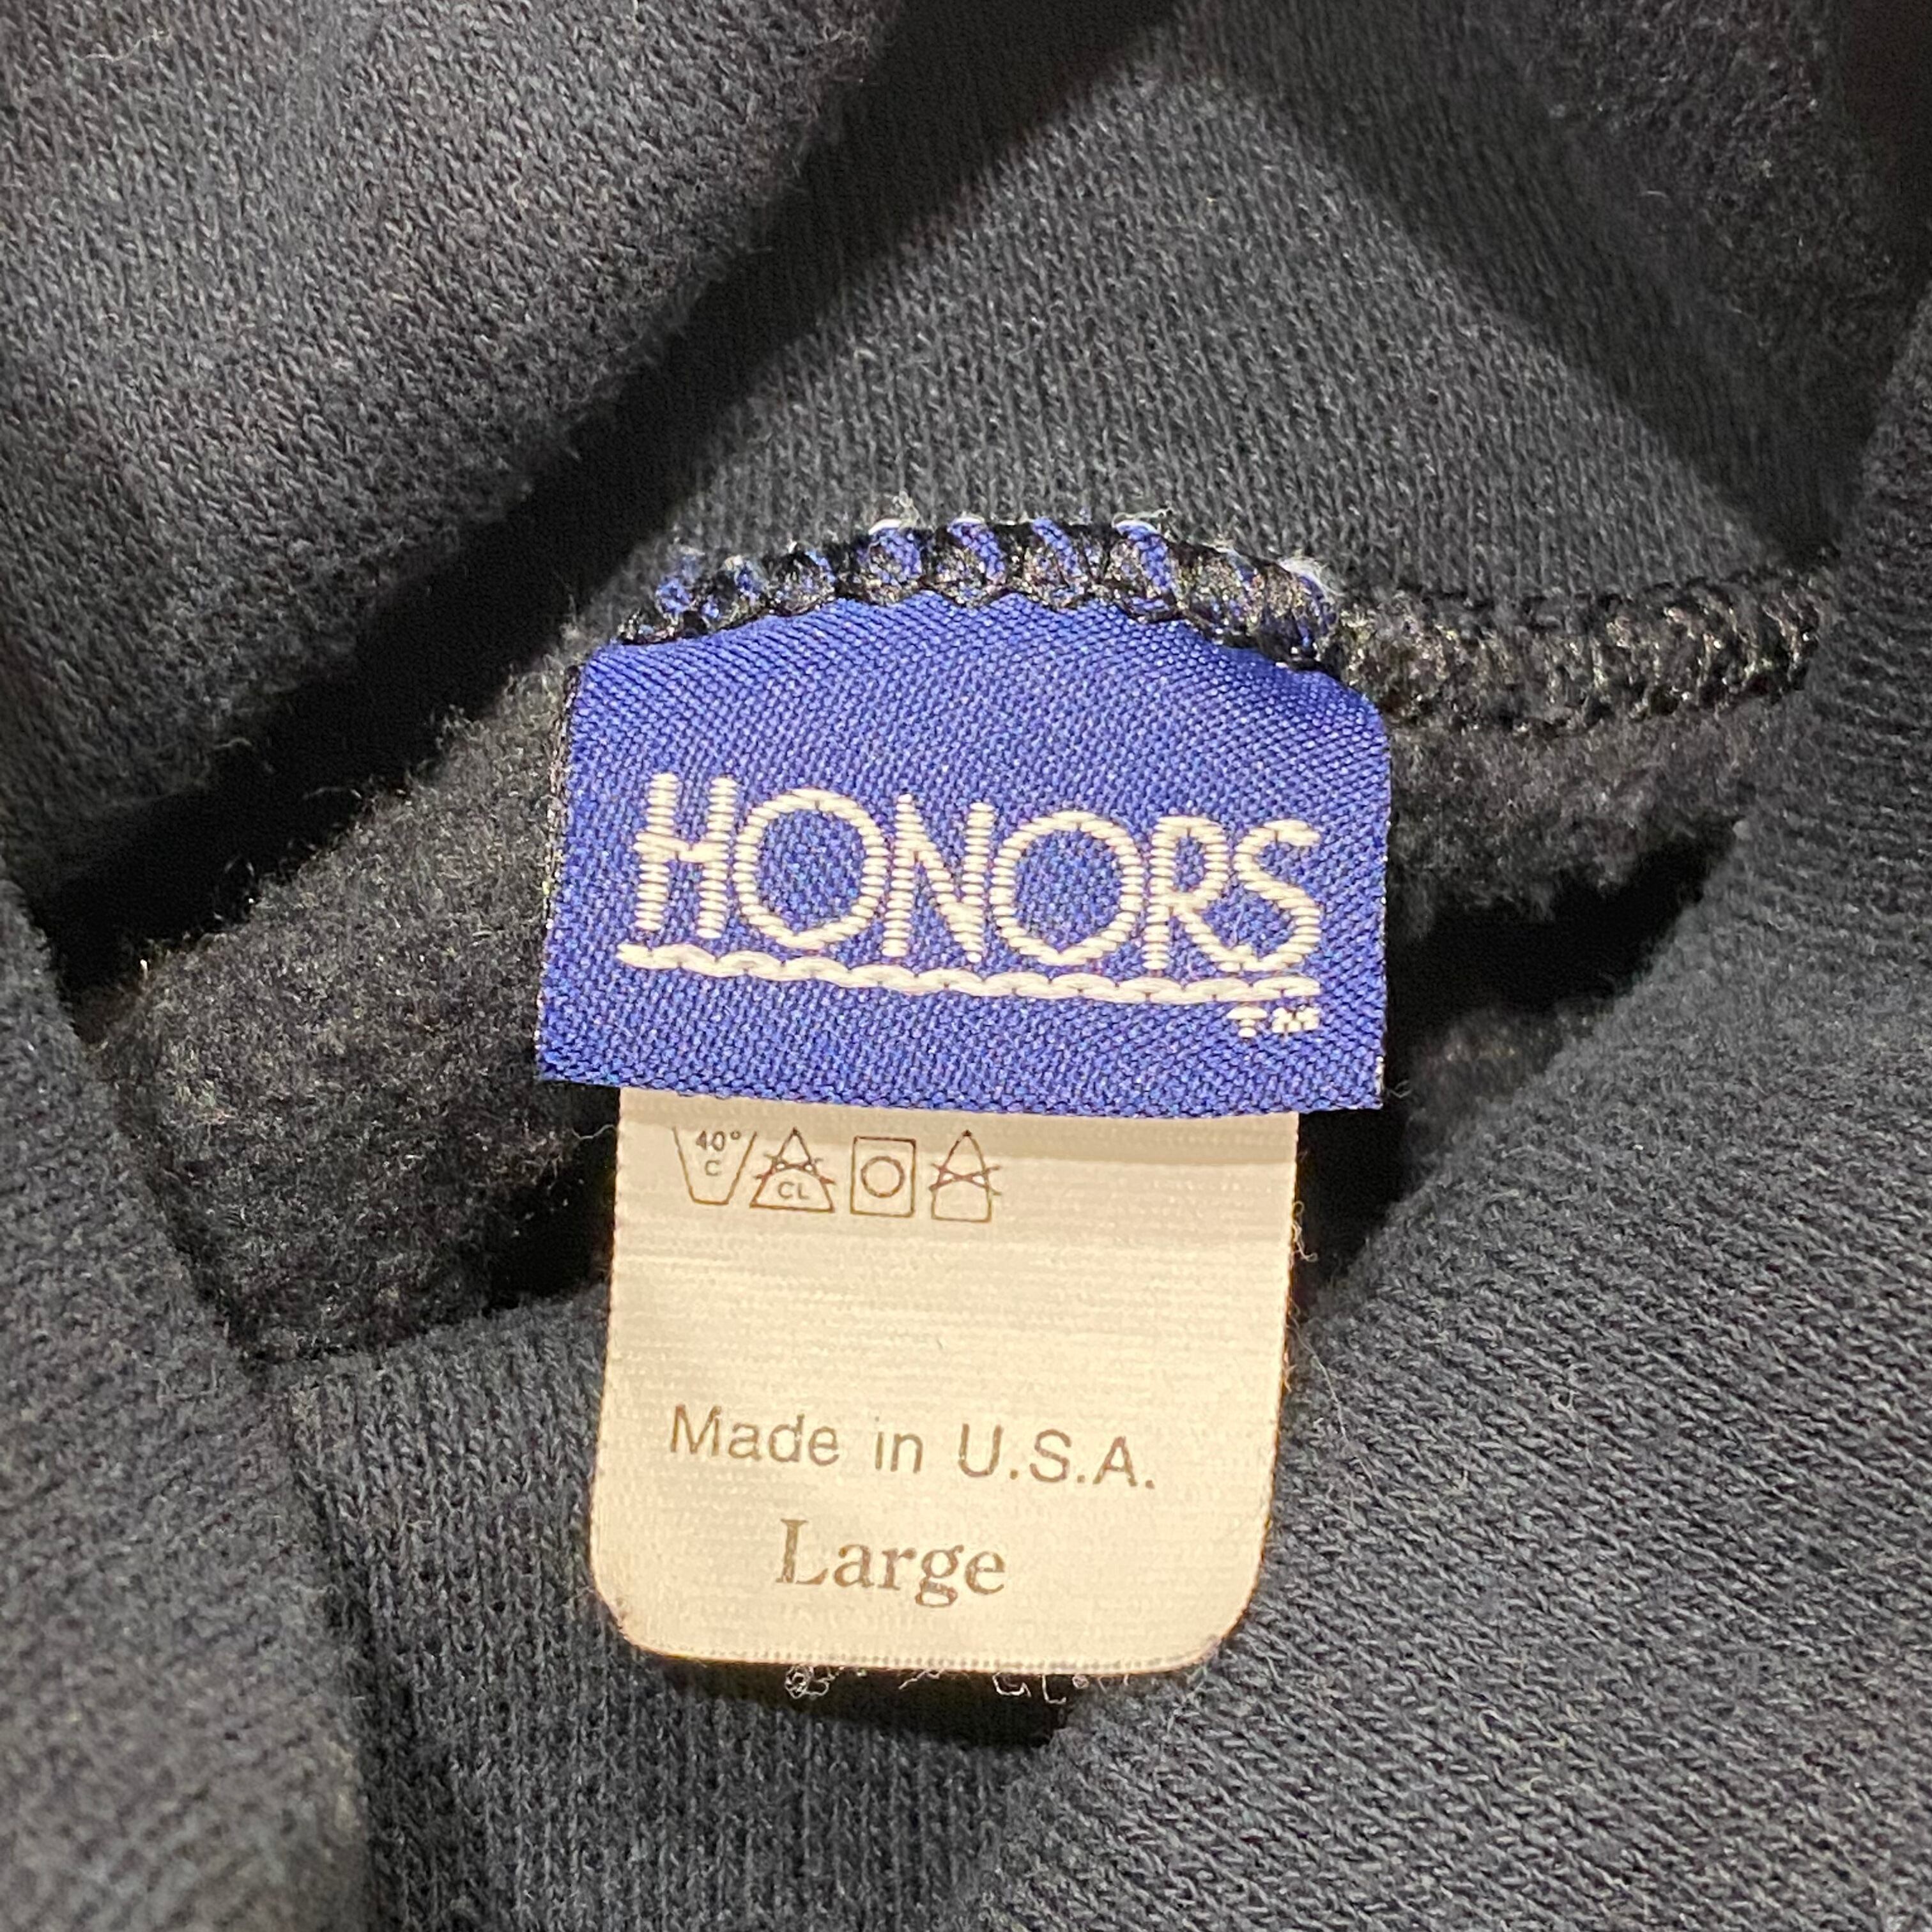 HONORS
TM
40°
C
CL
Made in U.S.A.
Large